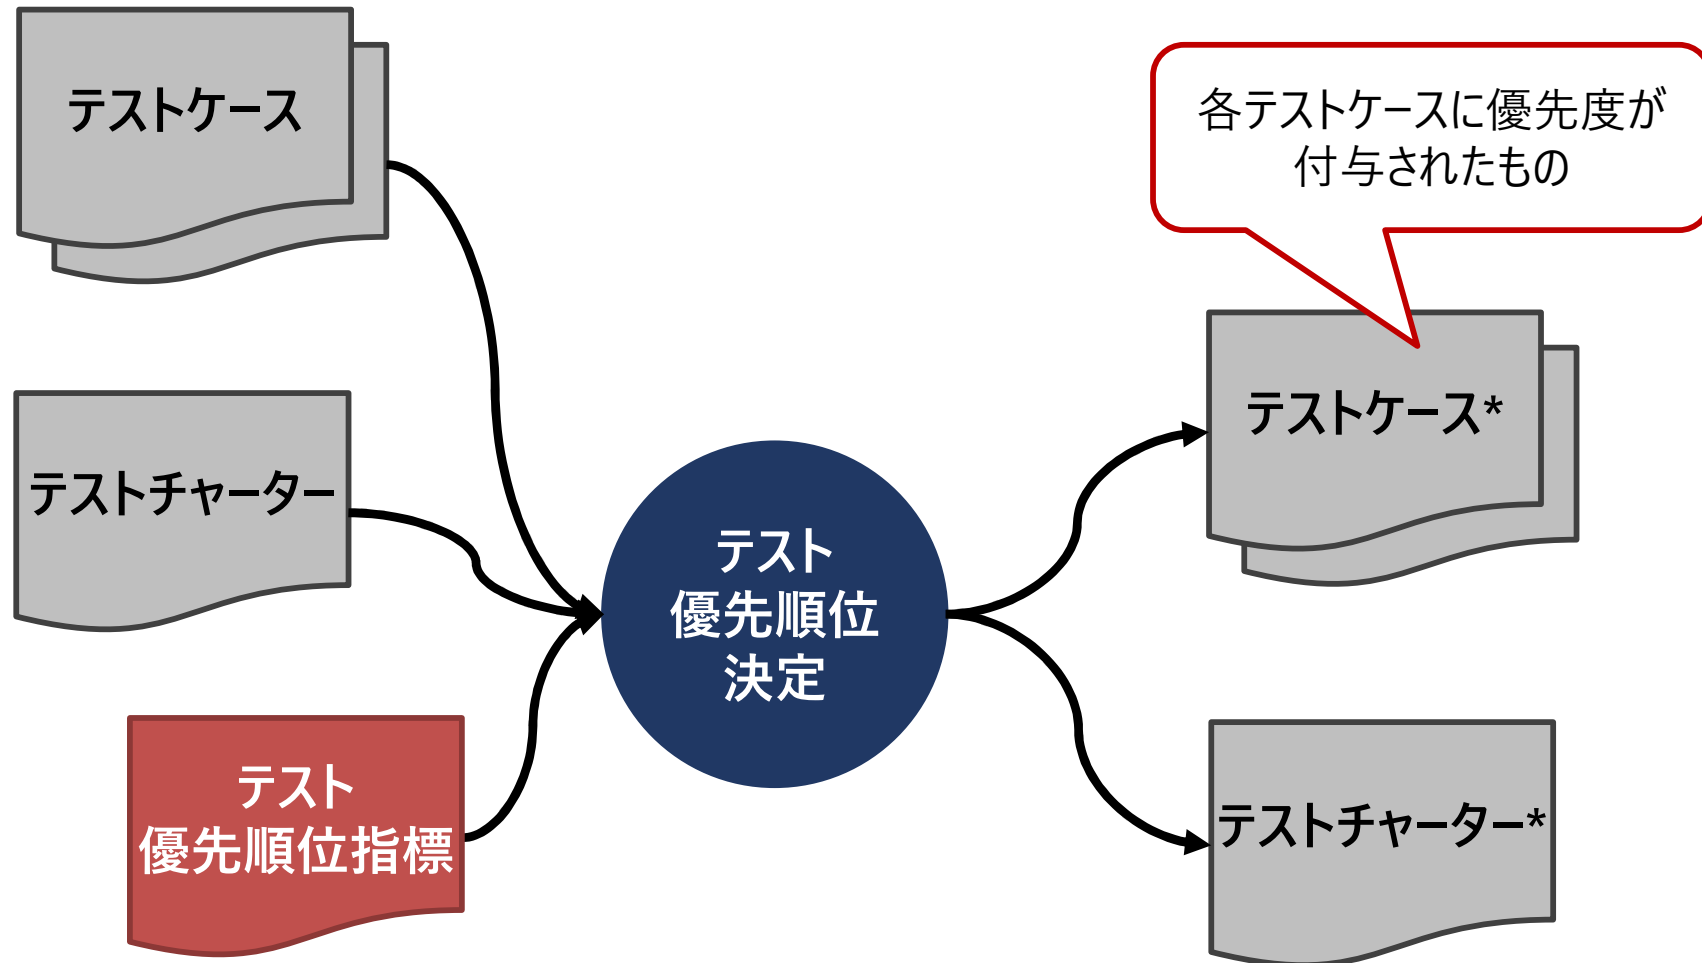 テストケース
各テストケースに優先度が
付与されたもの
テストチャーター
テストケース*
テスト
優先順位
決定
テスト
優先順位指標
テストチャーター*